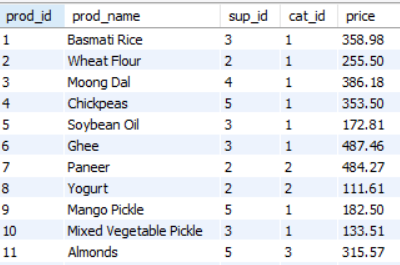 prod_id prod_name sup_id cat_id price
1 Basmati Rice 3 1 358.98
2 Wheat Flour 2 1 255.50
3 Moong Dal 4 1 386.18
4 Chickpeas 5 1 353.50
5 Soybean Oil 3 1 172.81
6 Ghee 3 1 487.46
7 Paneer 2 2 484.27
8 Yogurt 2 2 111.61
9 Mango Pickle 5 1 182.50
10 Mixed Vegetable Pickle 3 1 133.51
11 Almonds 5 3 315.57